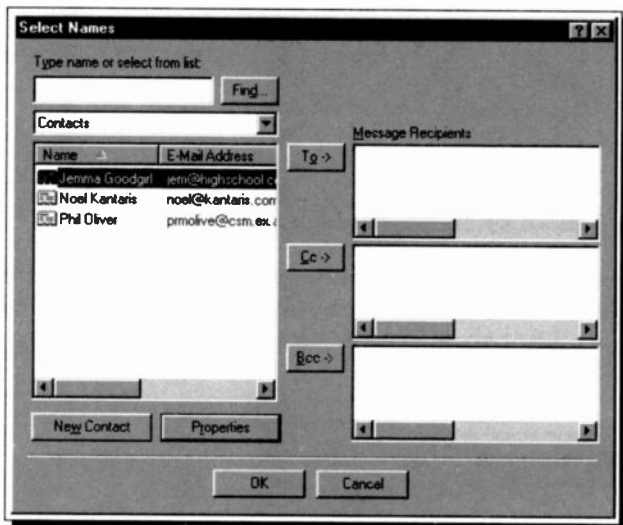 Select Names
Type name or select from list:
Find...
Contacts
Name E-Mail Address
Jemma Goodgirl jem@highschool.c
Noel Kantaris noel@kantaris.com
Phil Oliver prmolive@csm.ex.a
New Contact Properties
To ->
Message Recipients
Cc ->
Bcc ->
OK Cancel